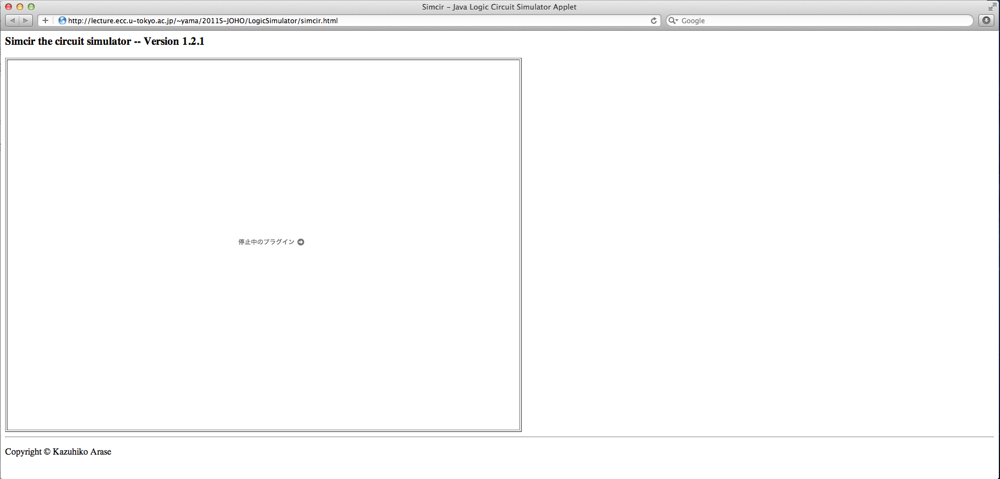 Simcir – Java Logic Circuit Simulator Applet
http://lecture.ecc.u-tokyo.ac.jp/~yama/2011S-JOHO/LogicSimulator/simcir.html
Google
Simcir the circuit simulator -- Version 1.2.1
停止中のプラグイン
Copyright © Kazuhiko Arase